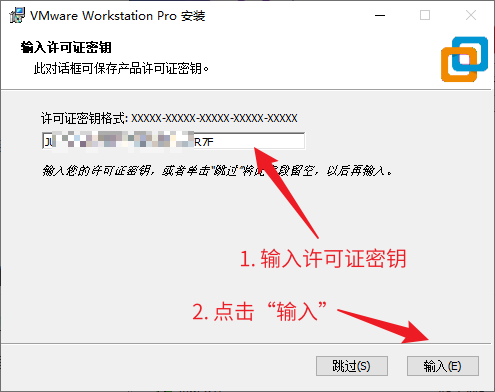 VMware Workstation Pro 安装
输入许可证密钥
此对话框可保存产品许可证密钥。
许可证密钥格式: XXXXX-XXXXX-XXXXX-XXXXX-XXXXX
R7F
输入您的许可证密钥，或者单击"跳过"将此字段留空，以后再输入。
1. 输入许可证密钥
2. 点击“输入”
跳过(S)
输入(E)